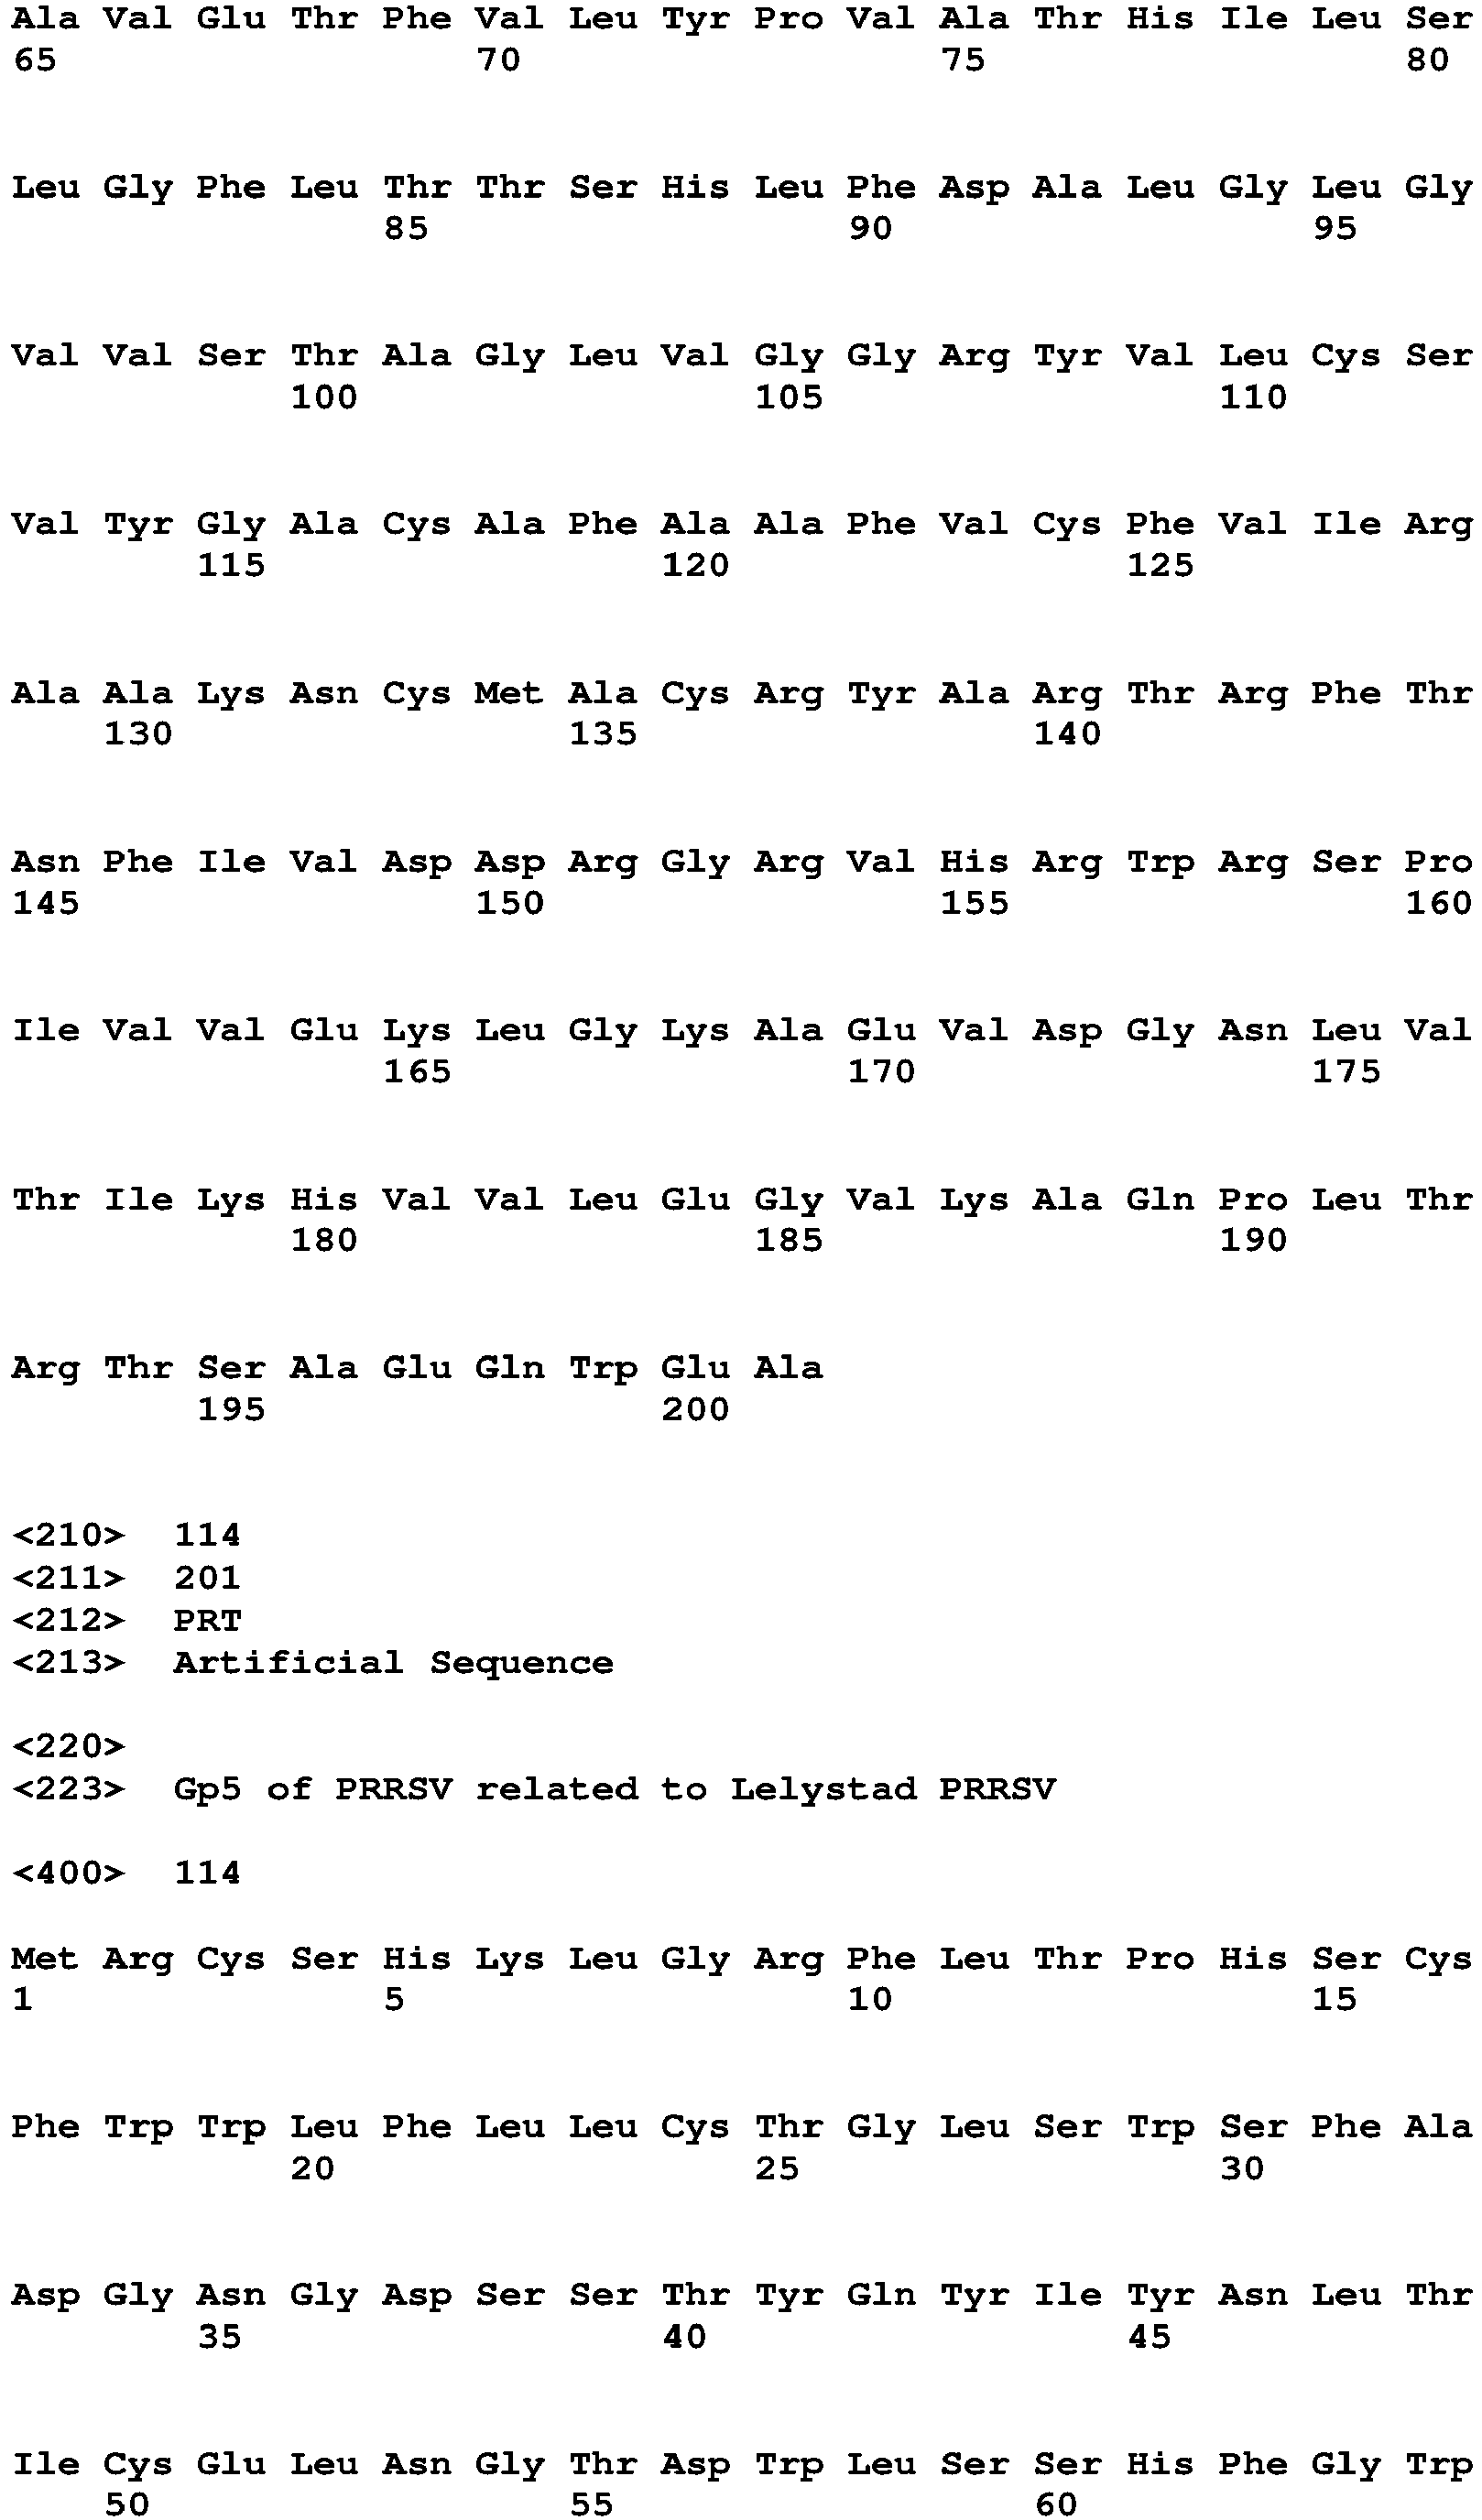 Ala Val Glu Thr Phe Val Leu Tyr Pro Val Ala Thr His Ile Leu Ser
65 70 75 80
Leu Gly Phe Leu Thr Thr Ser His Leu Phe Asp Ala Leu Gly Leu Gly
85 90 95
Val Val Ser Thr Ala Gly Leu Val Gly Gly Arg Tyr Val Leu Cys Ser
100 105 110
Val Tyr Gly Ala Cys Ala Phe Ala Ala Phe Val Cys Phe Val Ile Arg
115 120 125
Ala Ala Lys Asn Cys Met Ala Cys Arg Tyr Ala Arg Thr Arg Phe Thr
130 135 140
Asn Phe Ile Val Asp Asp Arg Gly Arg Val His Arg Trp Arg Ser Pro
145 150 155 160
Ile Val Val Glu Lys Leu Gly Lys Ala Glu Val Asp Gly Asn Leu Val
165 170 175
Thr Ile Lys His Val Val Leu Glu Gly Val Lys Ala Gln Pro Leu Thr
180 185 190
Arg Thr Ser Ala Glu Gln Trp Glu Ala
195 200
<210> 114
<211> 201
<212> PRT
<213> Artificial Sequence
<220>
<223> Gp5 of PRRSV related to Lelystad PRRSV
<400> 114
Met Arg Cys Ser His Lys Leu Gly Arg Phe Leu Thr Pro His Ser Cys
1 5 10 15
Phe Trp Trp Leu Phe Leu Leu Cys Thr Gly Leu Ser Trp Ser Phe Ala
20 25 30
Asp Gly Asn Gly Asp Ser Ser Thr Tyr Gln Tyr Ile Tyr Asn Leu Thr
35 40 45
Ile Cys Glu Leu Asn Gly Thr Asp Trp Leu Ser Ser His Phe Gly Trp
50 55 60